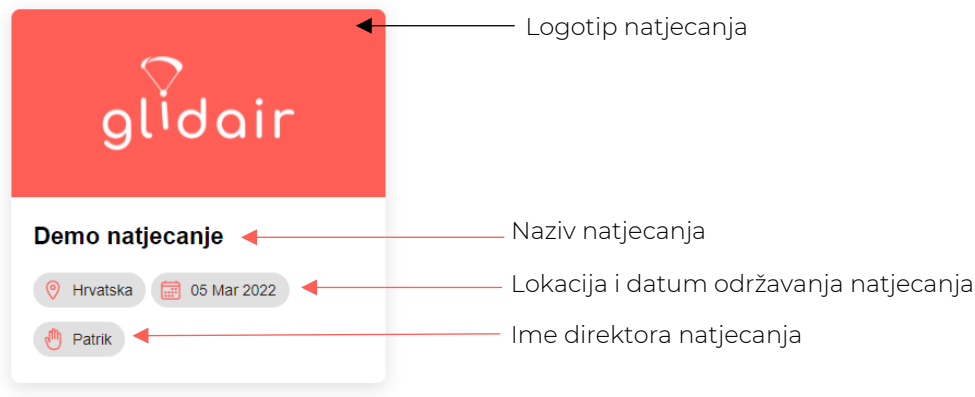 Logotip natjecanja
glidair
Demo natjecanje
Naziv natjecanja
Hrvatska
05 Mar 2022
Lokacija i datum održavanja natjecanja
Patrik
Ime direktora natjecanja